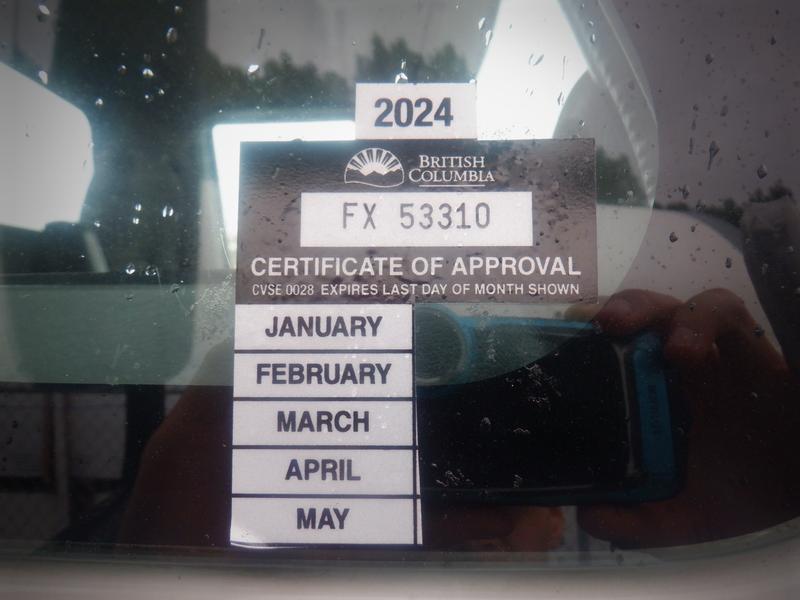 2024
BRITISH
COLUMBIA
FX 53310
CERTIFICATE OF APPROVAL
CVSE 0028 EXPIRES LAST DAY OF MONTH SHOWN
JANUARY
FEBRUARY
MARCH
APRIL
MAY